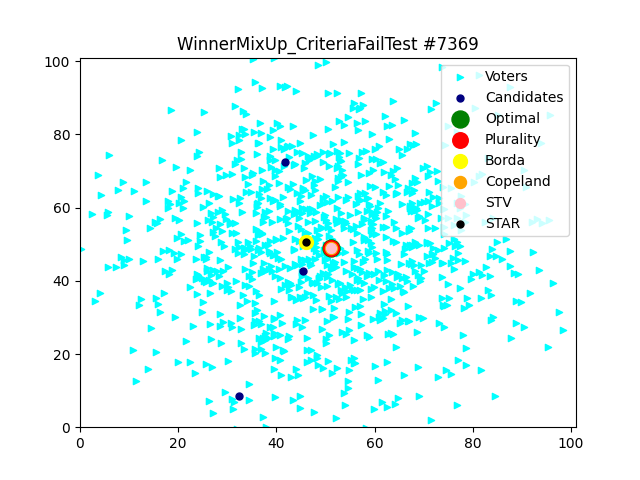 WinnerMixUp_CriteriaFailTest #7369
Voters
Candidates
Optimal
Plurality
Borda
Copeland
STV
STAR
100
80
60
40
20
0
0 20 40 60 80 100